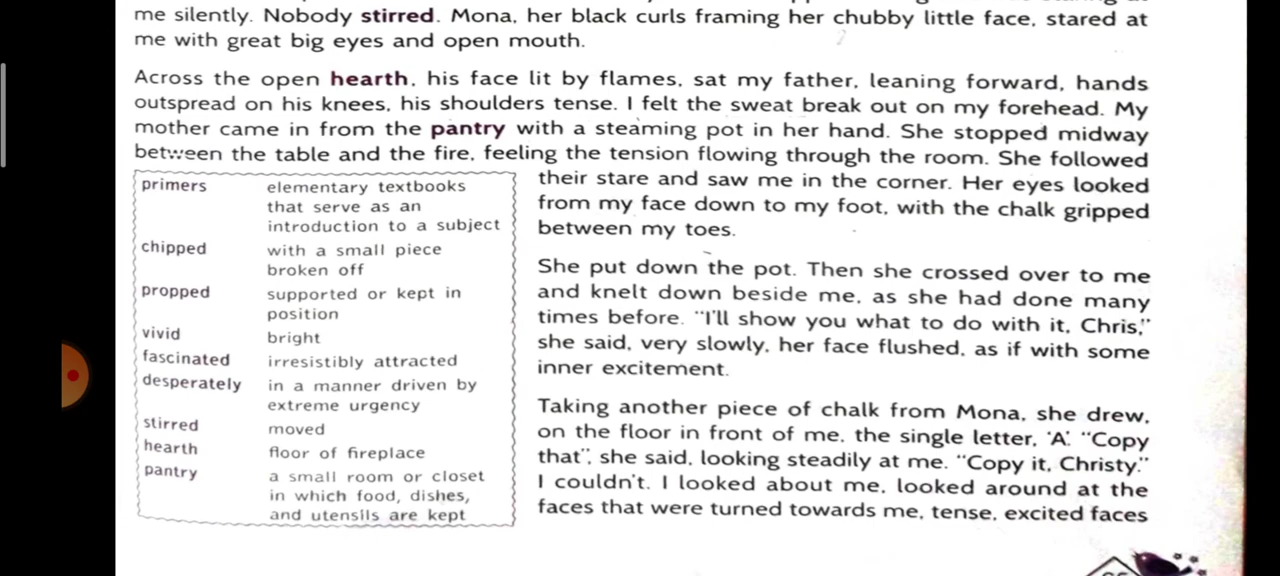 me silently. Nobody stirred. Mona, her black curls framing her chubby little face, stared at
me with great big eyes and open mouth.
Across the open hearth, his face lit by flames, sat my father, leaning forward, hands
outspread on his knees, his shoulders tense. I felt the sweat break out on my forehead. My
mother came in from the pantry with a steaming pot in her hand. She stopped midway
between the table and the fire, feeling the tension flowing through the room. She followed
their stare and saw me in the corner. Her eyes looked
from my face down to my foot, with the chalk gripped
between my toes.
She put down the pot. Then she crossed over to me
and knelt down beside me, as she had done many
times before. "I'll show you what to do with it, Chris,"
she said, very slowly, her face flushed, as if with some
inner excitement.
Taking another piece of chalk from Mona, she drew,
on the floor in front of me, the single letter, 'A'. "Copy
that", she said, looking steadily at me. "Copy it, Christy."
I couldn't. I looked about me, looked around at the
faces that were turned towards me, tense, excited faces
primers elementary textbooks
that serve as an
introduction to a subject
chipped with a small piece
broken off
propped supported or kept in
position
vivid bright
fascinated irresistibly attracted
desperately in a manner driven by
extreme urgency
stirred moved
hearth floor of fireplace
pantry a small room or closet
in which food, dishes,
and utensils are kept